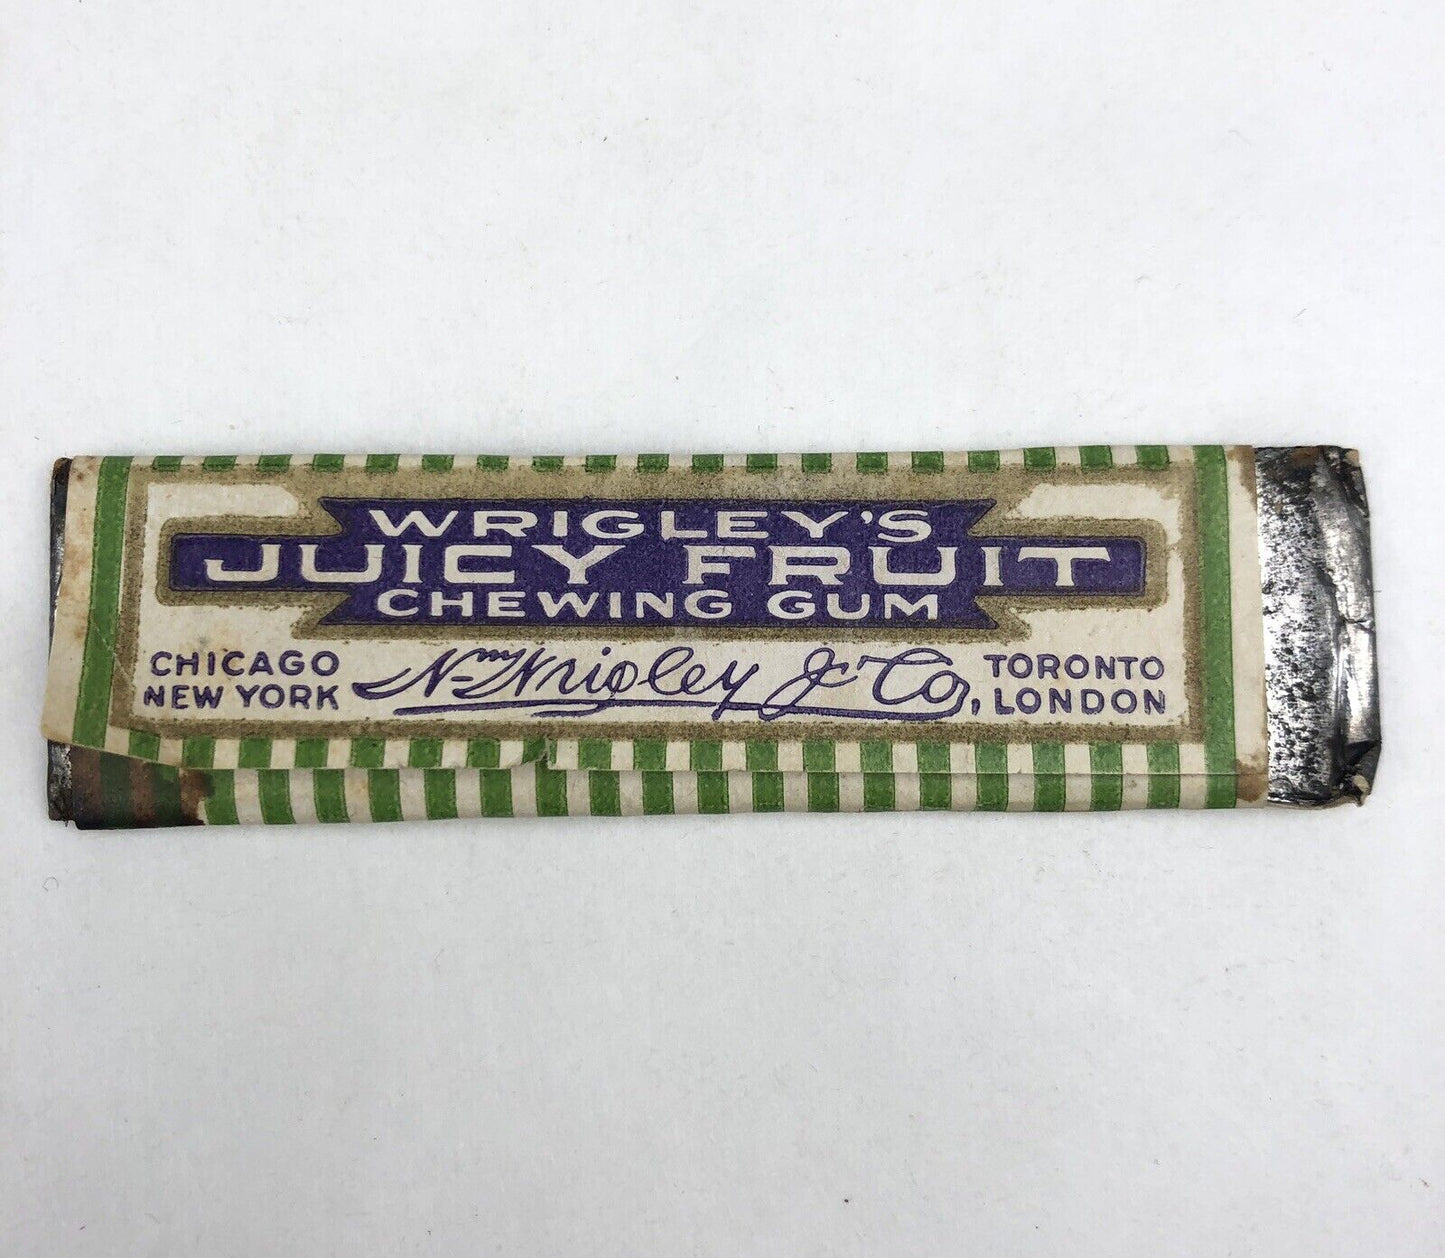 WRIGLEY'S
JUICY FRUIT
CHEWING GUM
CHICAGO
NEW YORK
Wm Wrigley Jr. Co,
TORONTO
LONDON